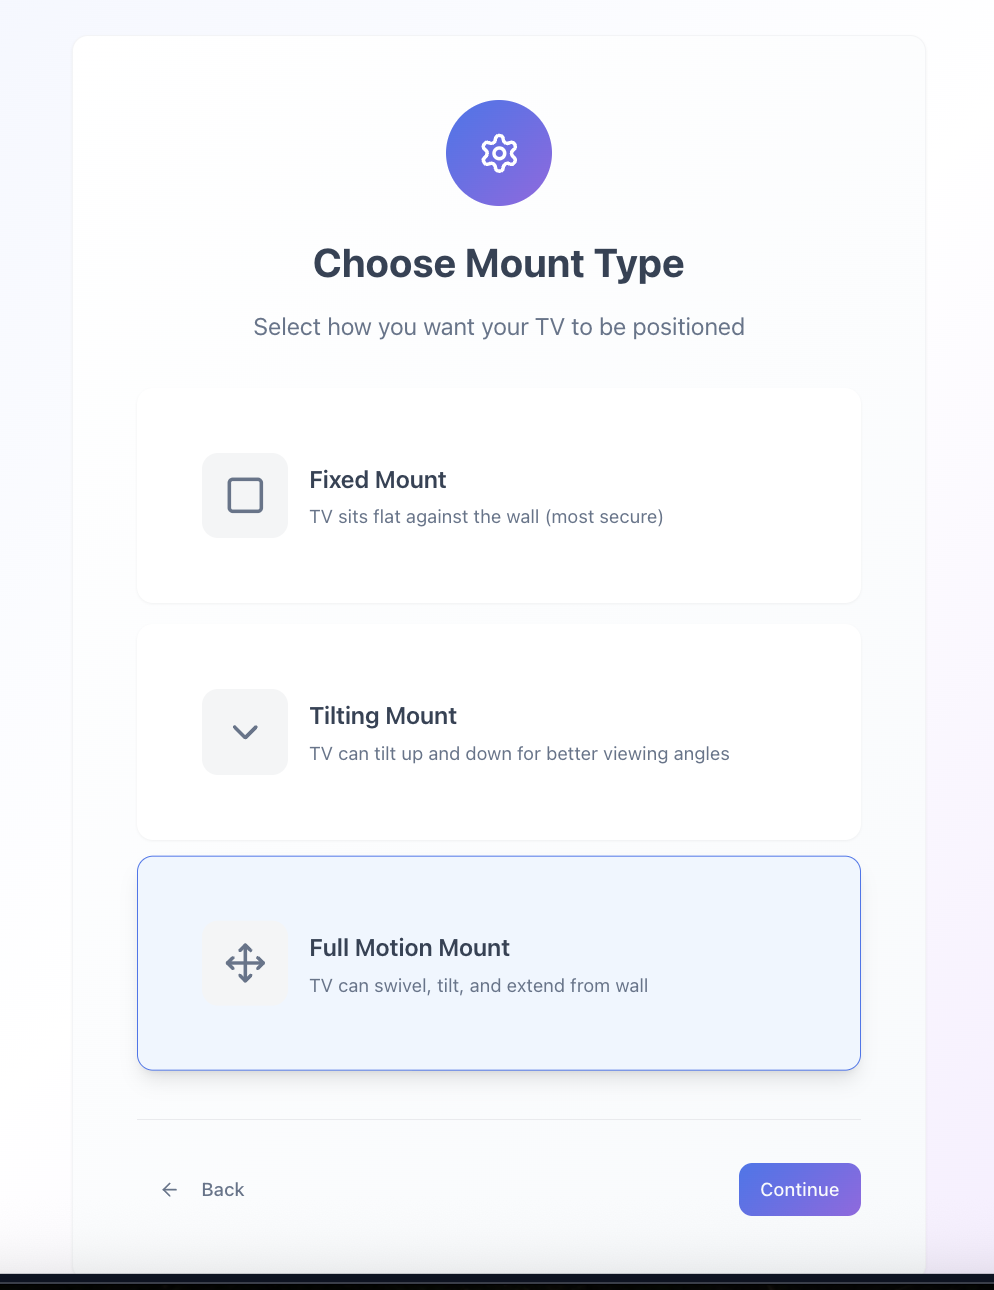 Choose Mount Type
Select how you want your TV to be positioned
Fixed Mount
TV sits flat against the wall (most secure)
Tilting Mount
TV can tilt up and down for better viewing angles
Full Motion Mount
TV can swivel, tilt, and extend from wall
Back
Continue